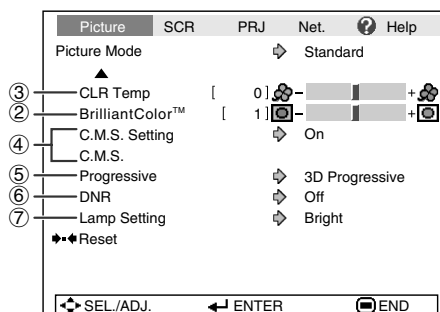 Picture SCR PRJ Net. ? Help
Picture Mode Standard
③ CLR Temp [ 0 ] – +
② BrilliantColor™ [ 1 ] – +
④ C.M.S. Setting On
C.M.S.
⑤ Progressive 3D Progressive
⑥ DNR Off
⑦ Lamp Setting Bright
Reset
SEL./ADJ. ENTER END